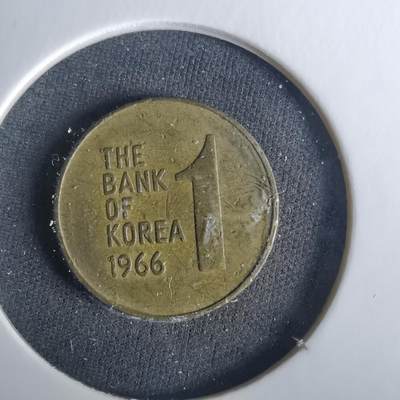 THE
BANK
OF
KOREA
1966
1